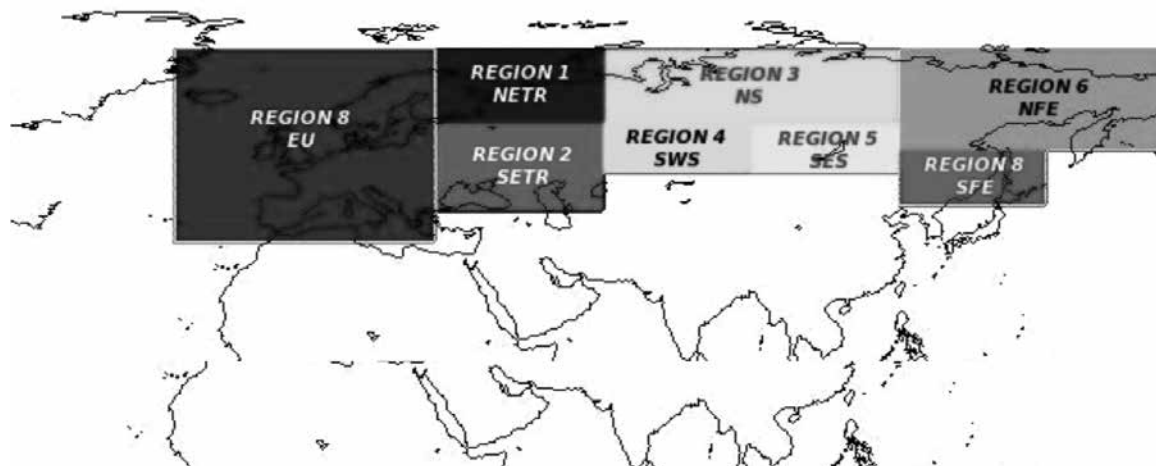 REGION 8
EU
REGION 1
NETR
REGION 2
SETR
REGION 3
NS
REGION 4
SWS
REGION 5
SES
REGION 6
NFE
REGION 8
SFE